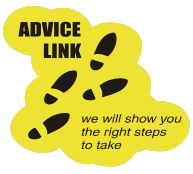 ADVICE
LINK
we will show you
the right steps
to take